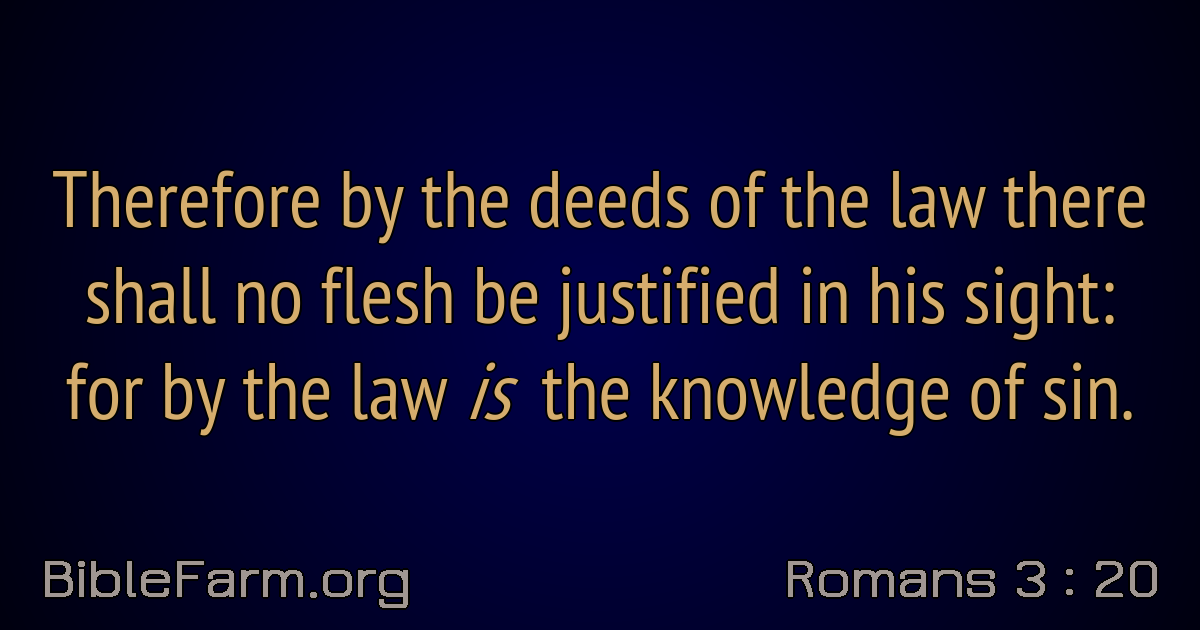 Therefore by the deeds of the law there
shall no flesh be justified in his sight:
for by the law is the knowledge of sin.
BibleFarm.org
Romans 3 : 20